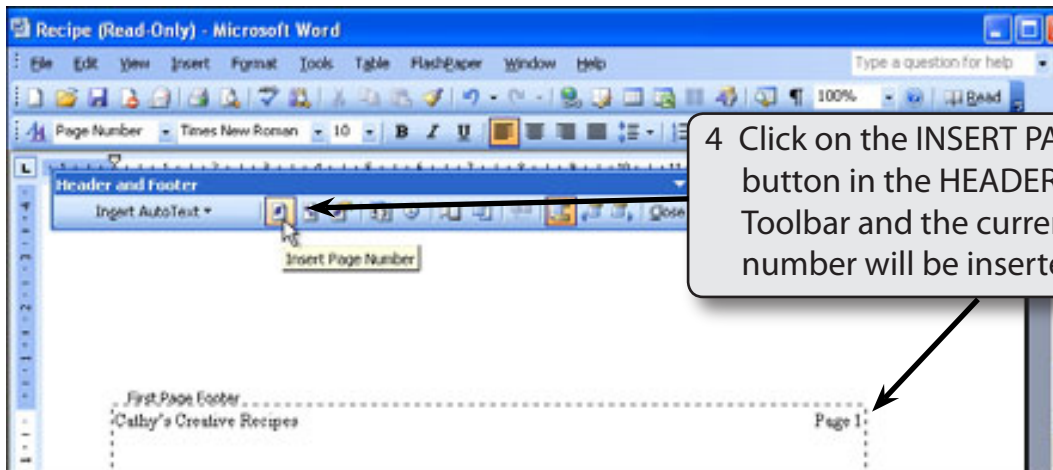 Recipe (Read-Only) - Microsoft Word
File Edit View Insert Format Tools Table FlashPaper Window Help Type a question for help
100% Read
Page Number Times New Roman 10 B I U
Header and Footer
Insert AutoText Close
Insert Page Number
4 Click on the INSERT PA
button in the HEADER
Toolbar and the curre
number will be inserte
First Page Footer
Cathy's Creative Recipes Page 1